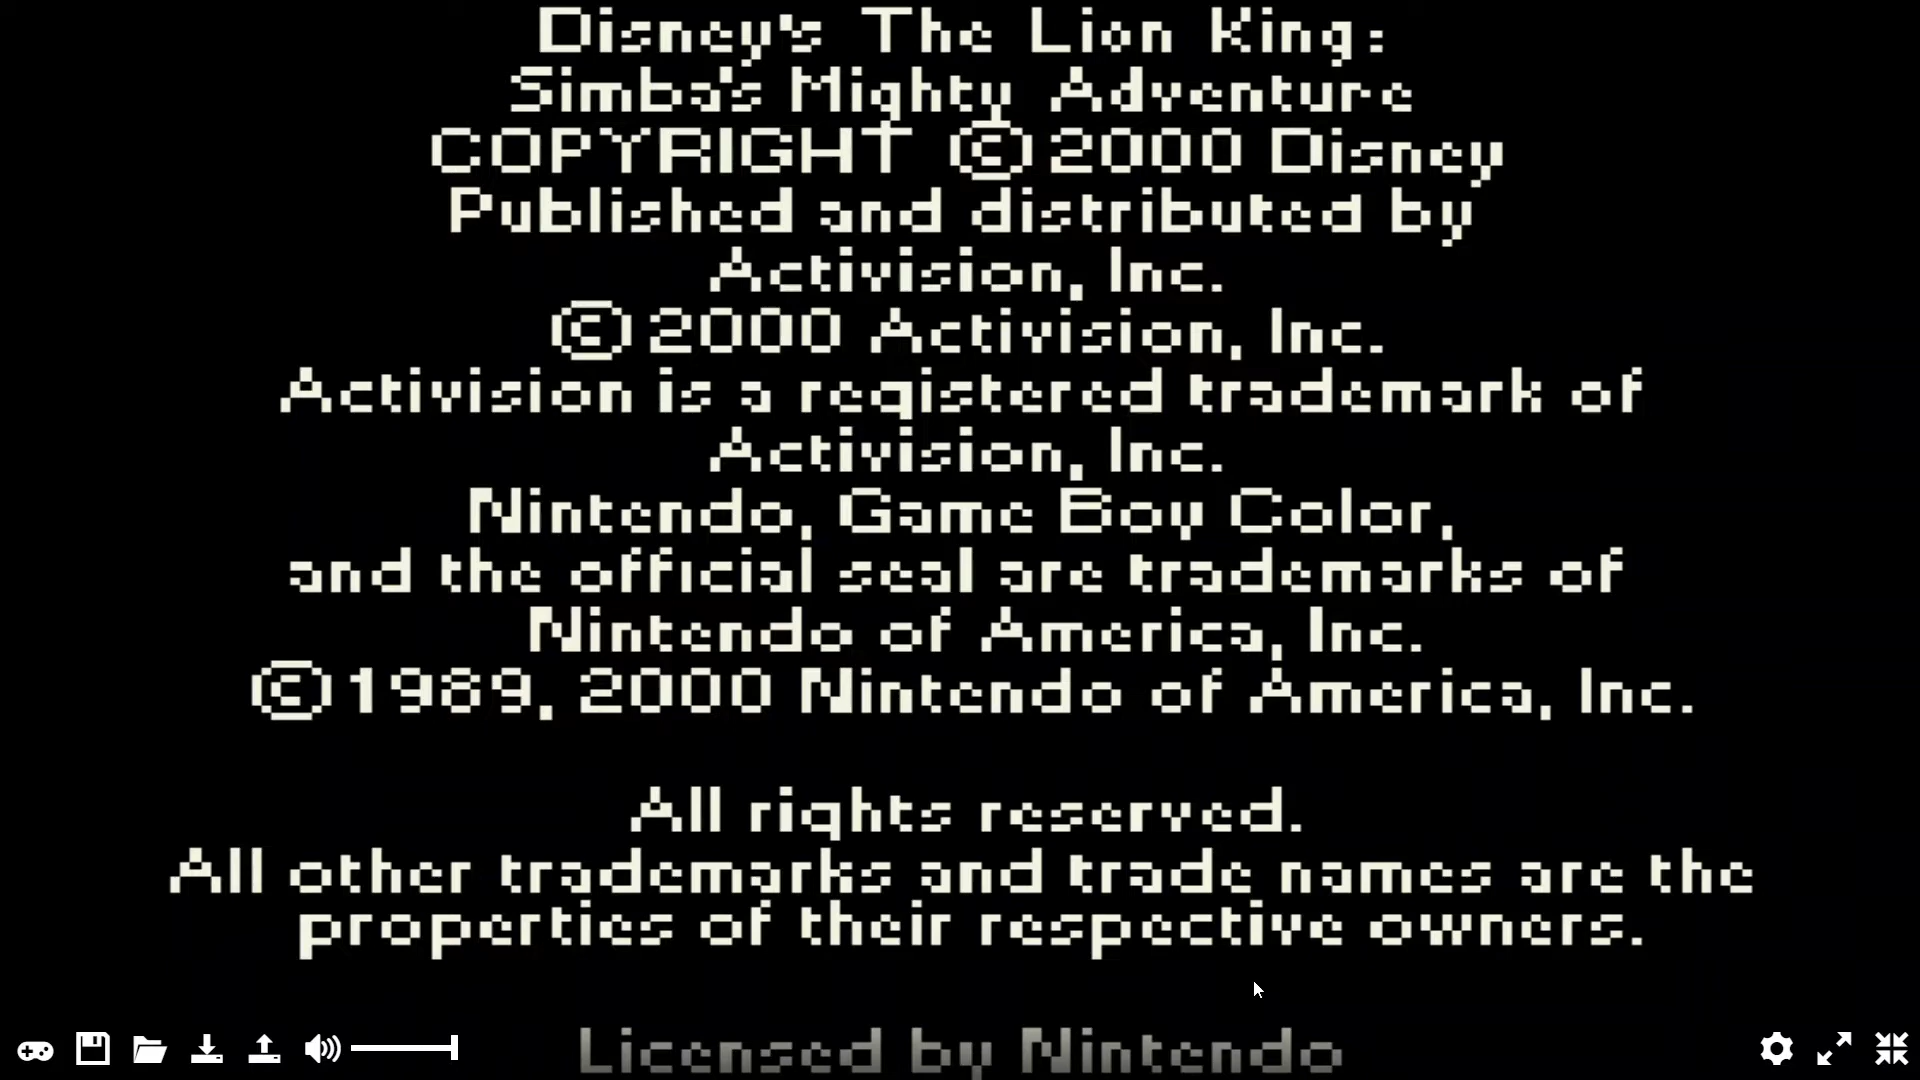 Disney's The Lion King:
Simba's Mighty Adventure
COPYRIGHT ©2000 Disney
Published and distributed by
Activision, Inc.
© 2000 Activision, Inc.
Activision is a registered trademark of
Activision, Inc.
Nintendo, Game Boy Color,
and the official seal are trademarks of
Nintendo of America, Inc.
©1989, 2000 Nintendo of America, Inc.
All rights reserved.
All other trademarks and trade names are the
properties of their respective owners.
Licensed by Nintendo